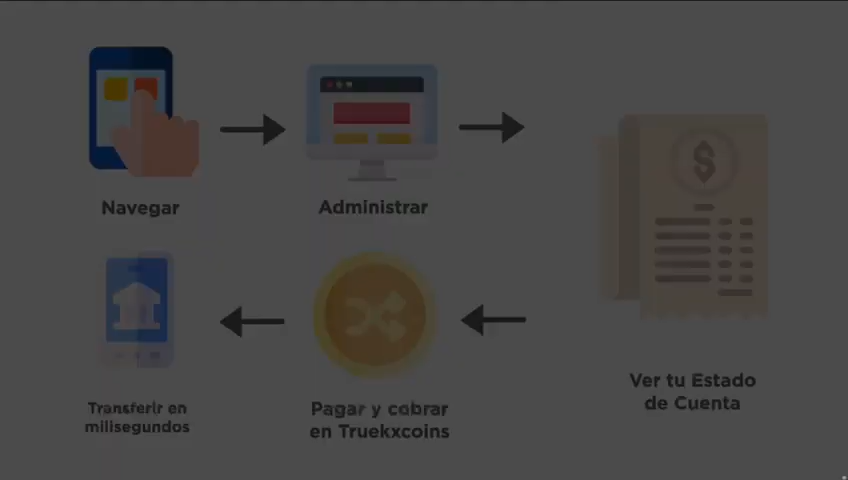 Navegar
Administrar
Ver tu Estado
de Cuenta
Pagar y cobrar
en Truekxcoins
Transferir en
milisegundos